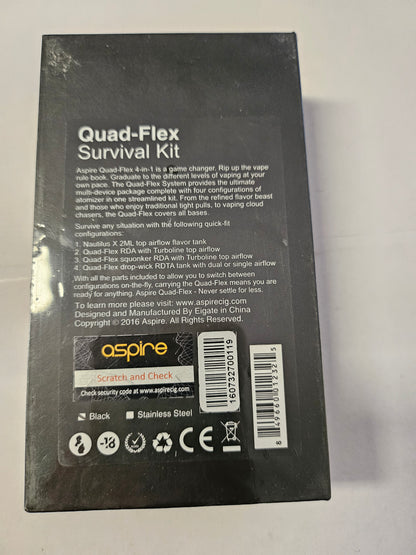 Quad-Flex
Survival Kit
Aspire Quad-Flex 4-in-1 is a game changer. Rip up the vape
rule book. Graduate to the different levels of vaping at your
own pace. The Quad-Flex System provides the ultimate
multi-device package complete with four configurations of
atomizer in one streamlined kit. From the refined flavor beast
and those who enjoy traditional tight pulls, to vaping cloud
chasers, the Quad-Flex covers all bases.
Survive any situation with the following quick-fit
configurations:
1. Nautilus X 2ML top airflow flavor tank
2. Quad-Flex RDA with Turboline top airflow
3. Quad-Flex squonker RDA with Turboline top airflow
4. Quad-Flex drop-wick RDTA tank with dual or single airflow
With all the parts included to allow you to switch between
configurations on-the-fly, carrying the Quad-Flex means you are
ready for anything. Aspire Quad-Flex - Never settle for less.
To learn more please visit: www.aspirecig.com
Designed and Manufactured by Eigate in China
Copyright © 2016 Aspire. All Rights Reserved.
aspire
Scratch and Check
Check security code at www.aspirecig.com
Black
Stainless Steel
160732700119
-18
CE